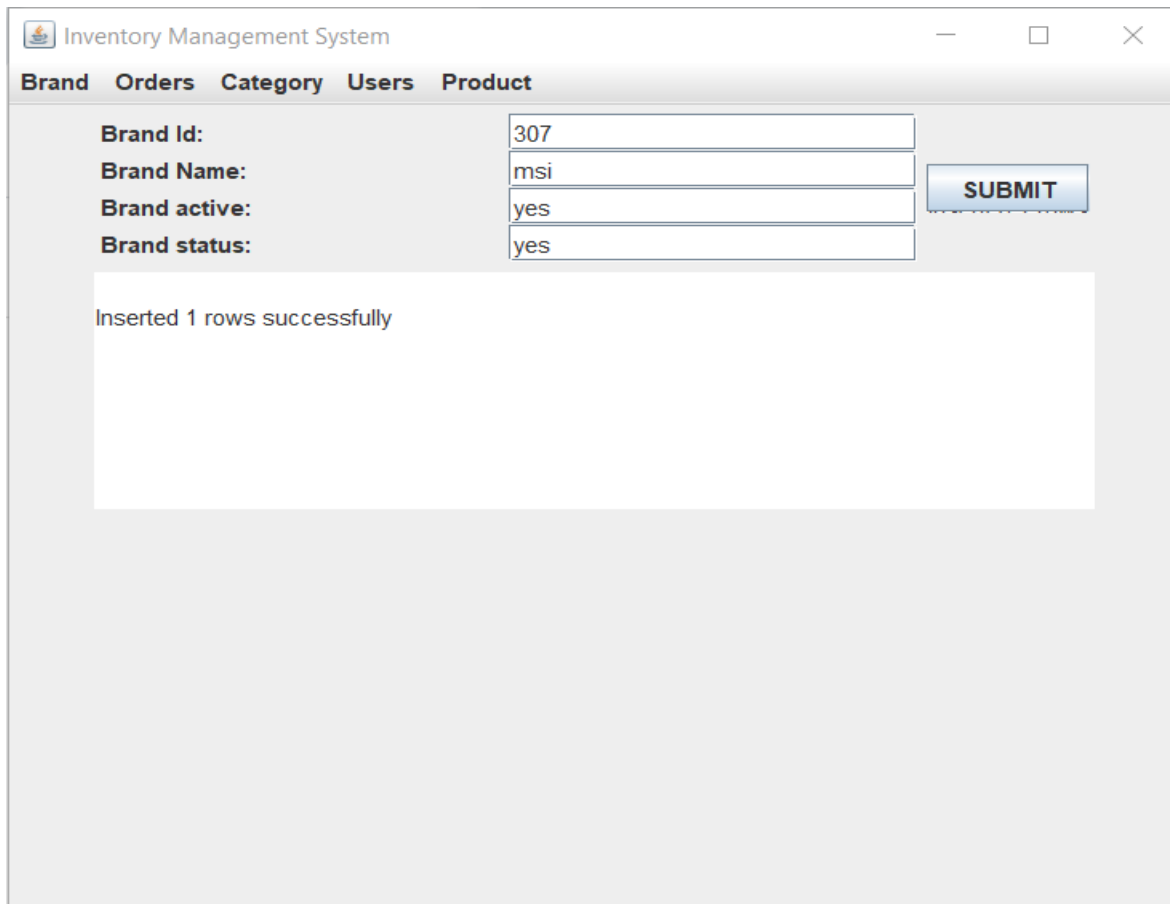 Inventory Management System
Brand Orders Category Users Product
Brand Id: 307
Brand Name: msi
SUBMIT
Brand active: yes
Brand status: yes
Inserted 1 rows successfully